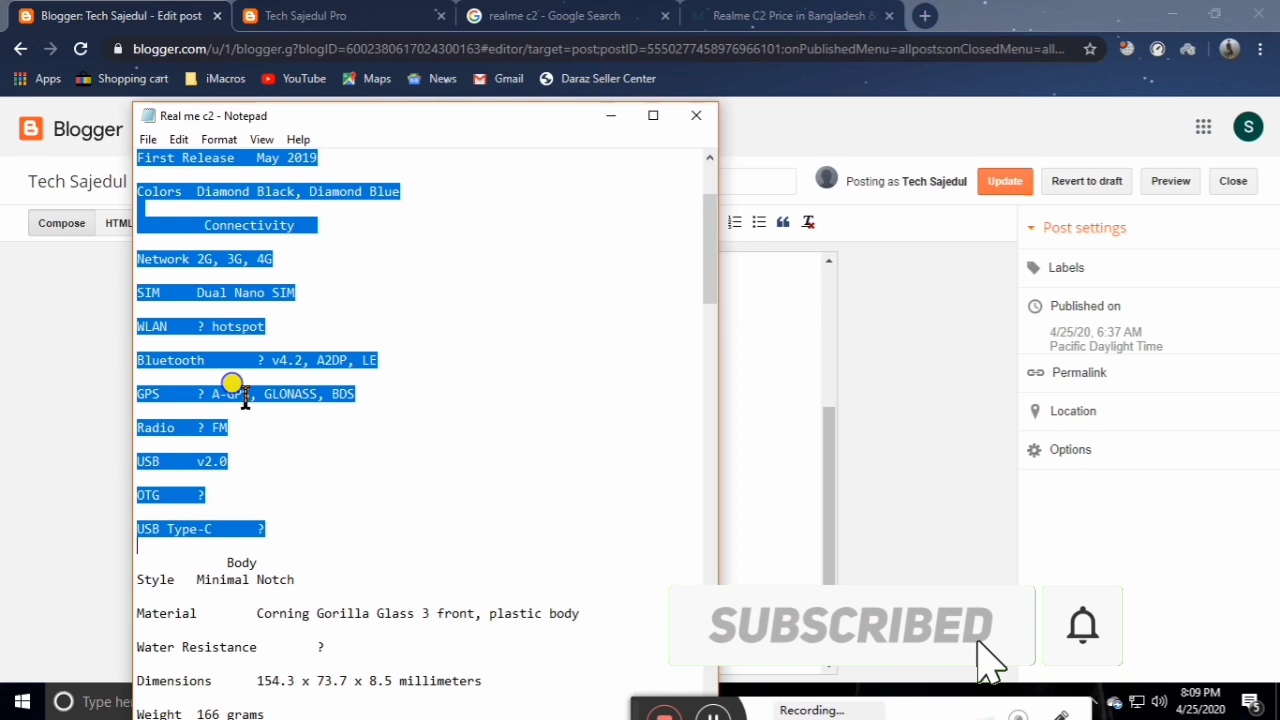 Blogger: Tech Sajedul - Edit post
Tech Sajedul Pro
realme c2 - Google Search
Realme C2 Price in Bangladesh &
blogger.com/u/1/blogger.g?blogID=6002380617024300163#editor/target=post;postID=5550277458976966101;onPublishedMenu=allposts;onClosedMenu=all...
Apps
Shopping cart
iMacros
YouTube
Maps
News
Gmail
Daraz Seller Center
Blogger
S
Real me c2 - Notepad
File Edit Format View Help
Tech Sajedul
Posting as Tech Sajedul
Update
Revert to draft
Preview
Close
Compose
HTML
First Release May 2019
Colors Diamond Black, Diamond Blue
Connectivity
Network 2G, 3G, 4G
SIM Dual Nano SIM
WLAN ? hotspot
Bluetooth ? v4.2, A2DP, LE
GPS ? A-GPS, GLONASS, BDS
Radio ? FM
USB v2.0
OTG ?
USB Type-C ?
Body
Style Minimal Notch
Material Corning Gorilla Glass 3 front, plastic body
Water Resistance ?
Dimensions 154.3 x 73.7 x 8.5 millimeters
Weight 166 grams
Post settings
Labels
Published on
4/25/20, 6:37 AM
Pacific Daylight Time
Permalink
Location
Options
SUBSCRIBED
Type he
Recording...
8:09 PM
4/25/2020
5